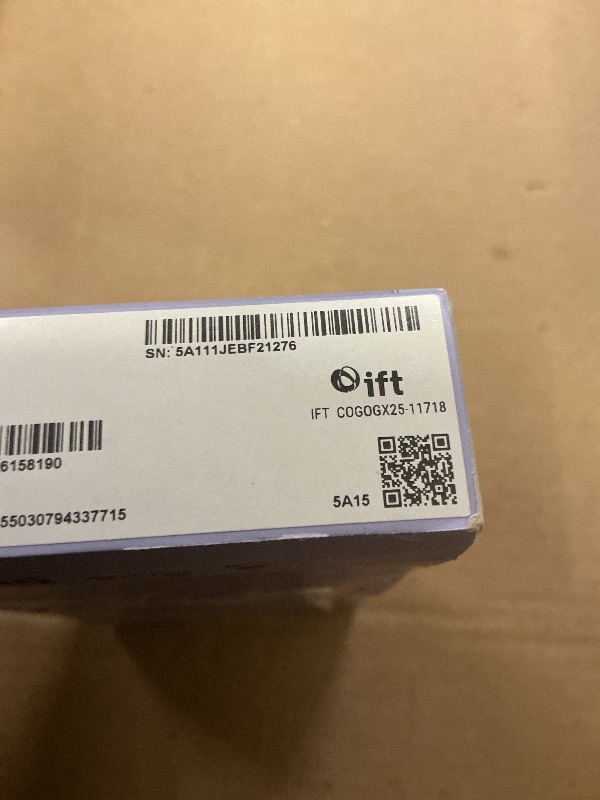 SN: 5A111JEBF21276
ift
IFT COGOGX25-11718
6158190
5A15
55030794337715